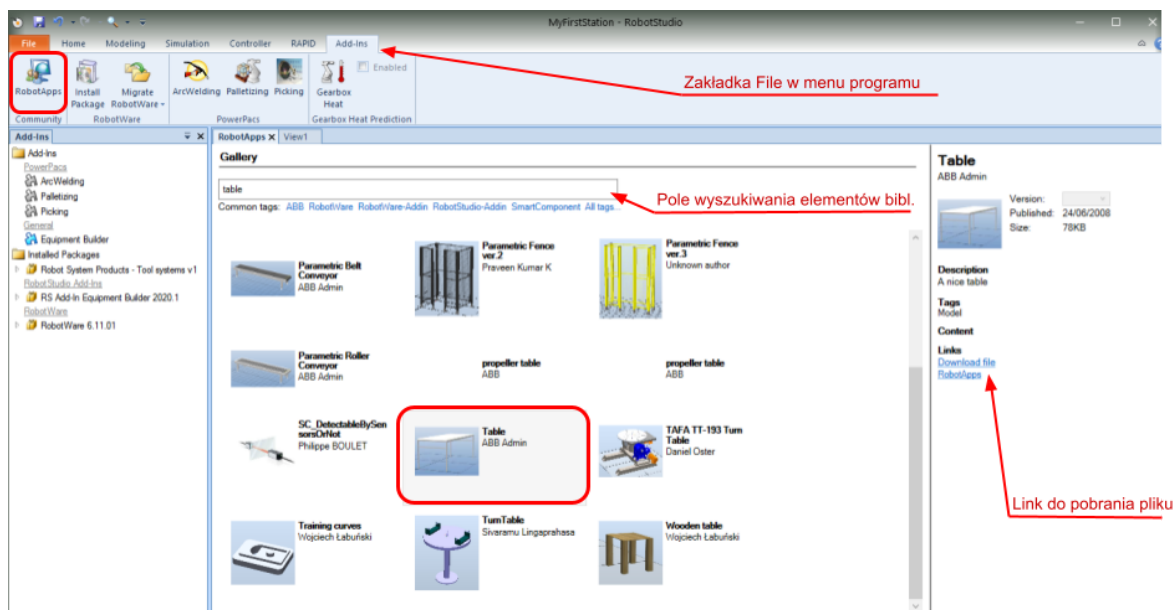 MyFirstStation - RobotStudio
File Home Modeling Simulation Controller RAPID Add-Ins
RobotApps
Install Package
Migrate RobotWare
ArcWelding Palletizing Picking
Gearbox Heat
Enabled
Community RobotWare PowerPacs Gearbox Heat Prediction
Zakładka File w menu programu
Add-Ins
Add-Ins
PowerPacs
ArcWelding
Palletizing
Picking
General
Equipment Builder
Installed Packages
Robot System Products - Tool systems v1
RobotStudio Add-Ins
RS Add-In Equipment Builder 2020.1
RobotWare
RobotWare 6.11.01
RobotApps View1
Gallery
table
Common tags: ABB RobotWare RobotWare-Addin RobotStudio-Addin SmartComponent All tags...
Pole wyszukiwania elementów bibl.
Parametric Belt
Conveyor
ABB Admin
Parametric Fence
ver.2
Praveen Kumar K
Parametric Fence
ver.3
Unknown author
Parametric Roller
Conveyor
ABB Admin
propeller table
ABB
propeller table
ABB
SC_DetectableBySen
sorsOrNot
Philippe BOULET
Table
ABB Admin
TAFA TT-193 Turn
Table
Daniel Oster
Training curves
Wojciech Łabuński
TurnTable
Sivaramu Lingaprahasa
Wooden table
Wojciech Łabuński
Table
ABB Admin
Version:
Published: 24/06/2008
Size: 78KB
Description
A nice table
Tags
Model
Content
Links
Download file
RobotApps
Link do pobrania pliku